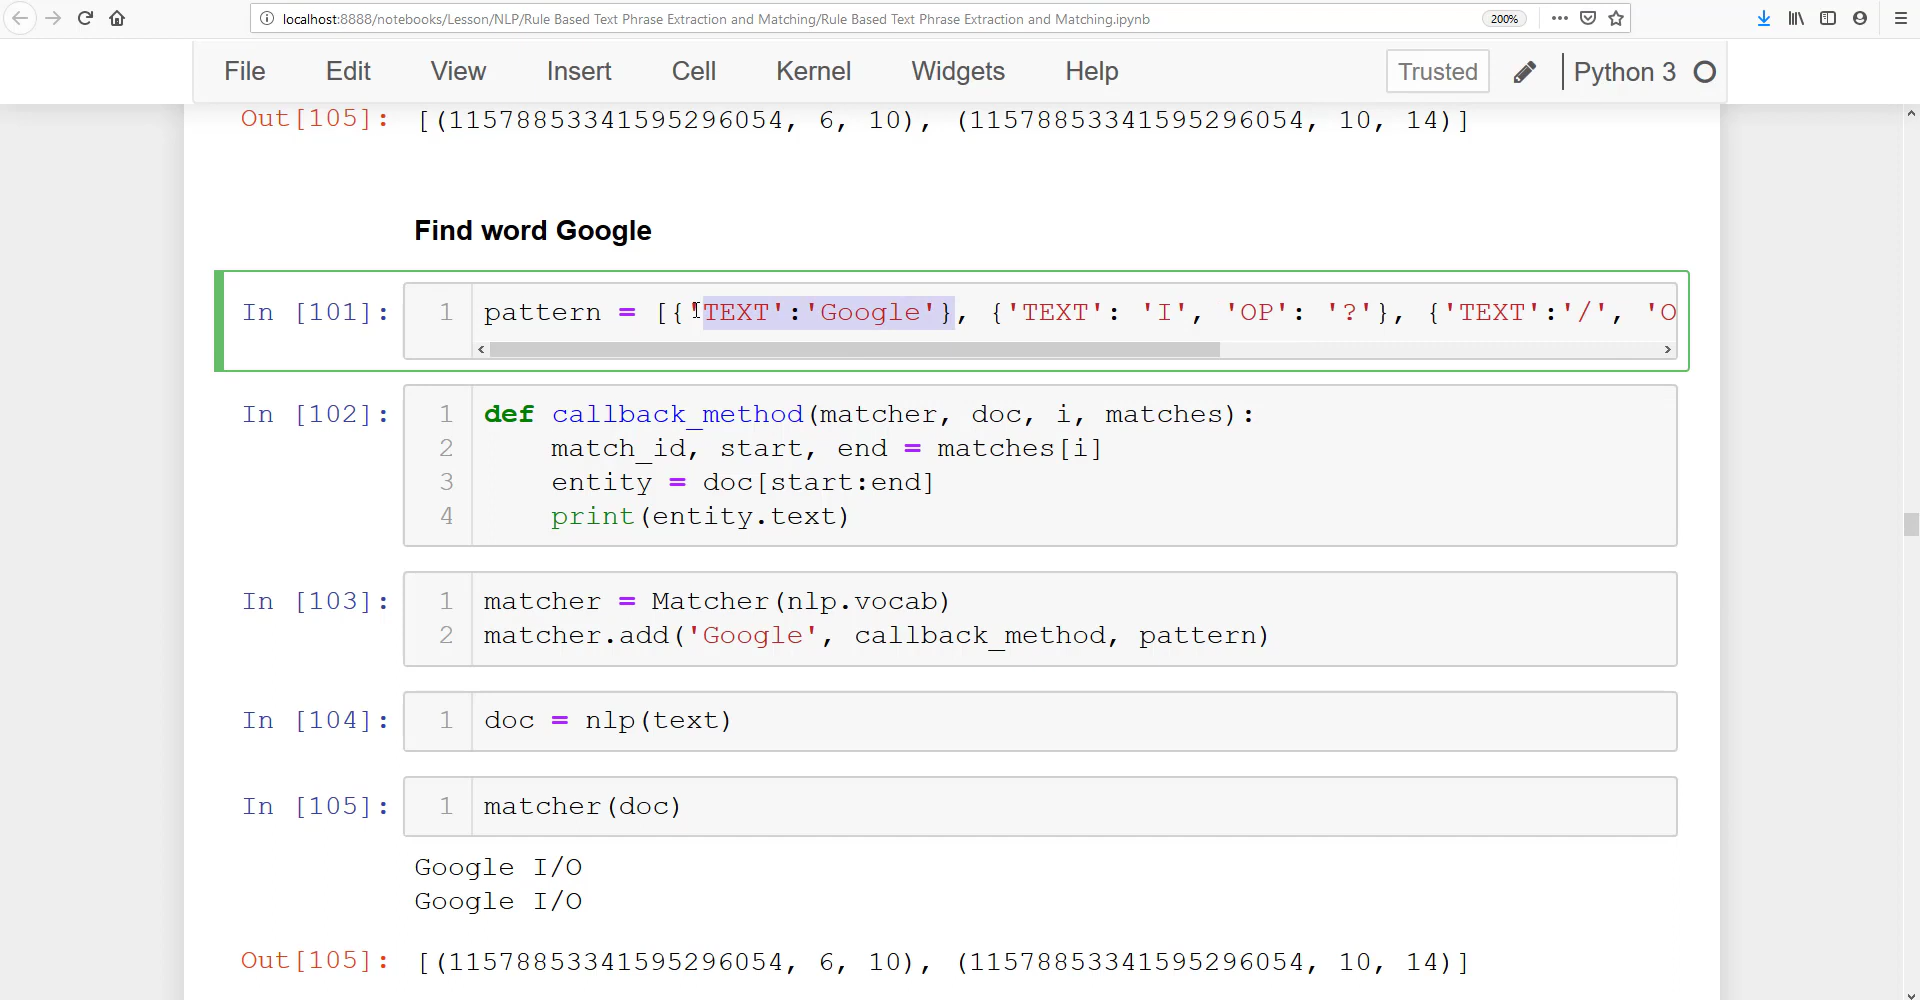 localhost:8888/notebooks/Lesson/NLP/Rule Based Text Phrase Extraction and Matching/Rule Based Text Phrase Extraction and Matching.ipynb 200%
File Edit View Insert Cell Kernel Widgets Help Trusted Python 3
Out[105]: [(11578853341595296054, 6, 10), (11578853341595296054, 10, 14)]
Find word Google
In [101]: 1 pattern = [{'TEXT':'Google'}, {'TEXT': 'I', 'OP': '?'}, {'TEXT':'/', 'O
In [102]: 1 def callback_method(matcher, doc, i, matches):
2 match_id, start, end = matches[i]
3 entity = doc[start:end]
4 print(entity.text)
In [103]: 1 matcher = Matcher(nlp.vocab)
2 matcher.add('Google', callback_method, pattern)
In [104]: 1 doc = nlp(text)
In [105]: 1 matcher(doc)
Google I/O
Google I/O
Out[105]: [(11578853341595296054, 6, 10), (11578853341595296054, 10, 14)]